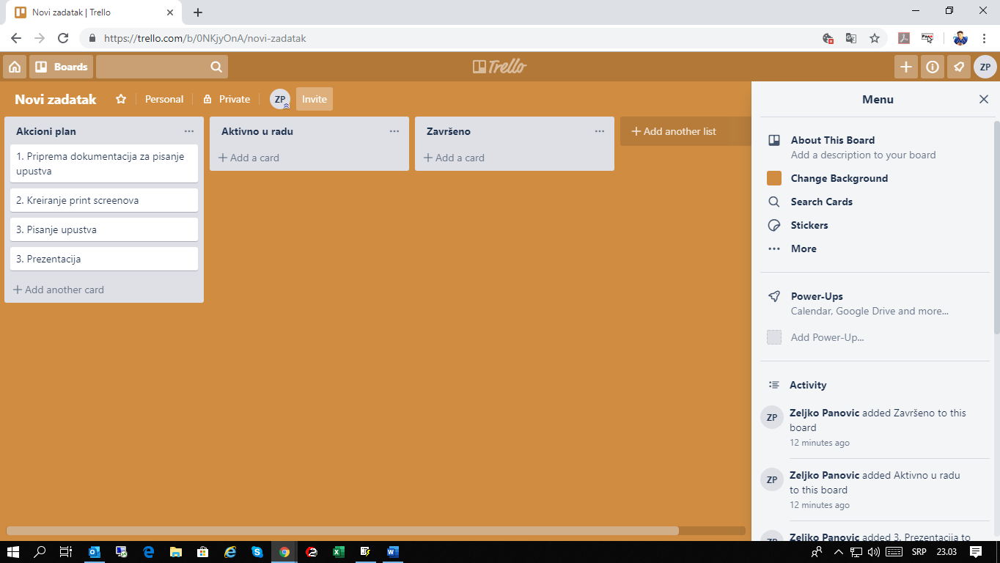 Novi zadatak | Trello
https://trello.com/b/0NKjyOnA/novi-zadatak
Boards
Trello
ZP
Novi zadatak
Personal
Private
ZP
Invite
Akcioni plan
1. Priprema dokumentacija za pisanje
upustva
2. Kreiranje print screenova
3. Pisanje upustva
3. Prezentacija
Add another card
Aktivno u radu
Add a card
Završeno
Add a card
Add another list
Menu
About This Board
Add a description to your board
Change Background
Search Cards
Stickers
More
Power-Ups
Calendar, Google Drive and more...
Add Power-Up...
Activity
ZP
Zeljko Panovic added Završeno to this
board
12 minutes ago
ZP
Zeljko Panovic added Aktivno u radu
to this board
12 minutes ago
ZP
Zeljko Panovic added 3. Prezentacija to
SRP
23.03